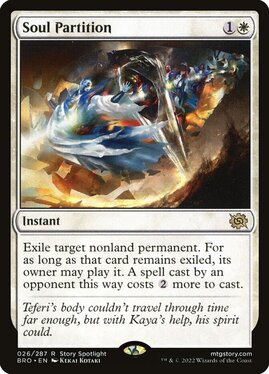 Soul Partition 1
Instant
Exile target nonland permanent. For
as long as that card remains exiled, its
owner may play it. A spell cast by an
opponent this way costs 2 more to cast.
Teferi's body couldn't travel through time
far enough, but with Kaya's help, his spirit
could.
026/287 R Story Spotlight
BRO • EN KEKAI KOTAKI
mtgstory.com
™ & © 2022 Wizards of the Coast